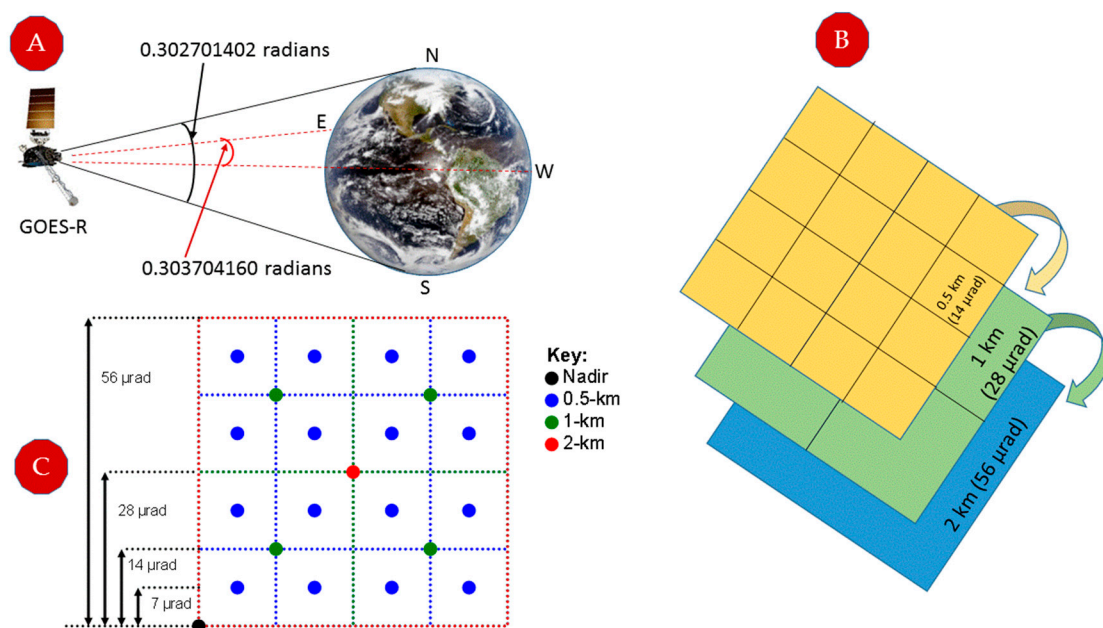 A
0.302701402 radians
N
E
W
GOES-R
0.303704160 radians
S
B
0.5 km
(14 µrad)
1 km
(28 µrad)
2 km (56 µrad)
C
56 µrad
28 µrad
14 µrad
7 µrad
Key:
Nadir
0.5-km
1-km
2-km